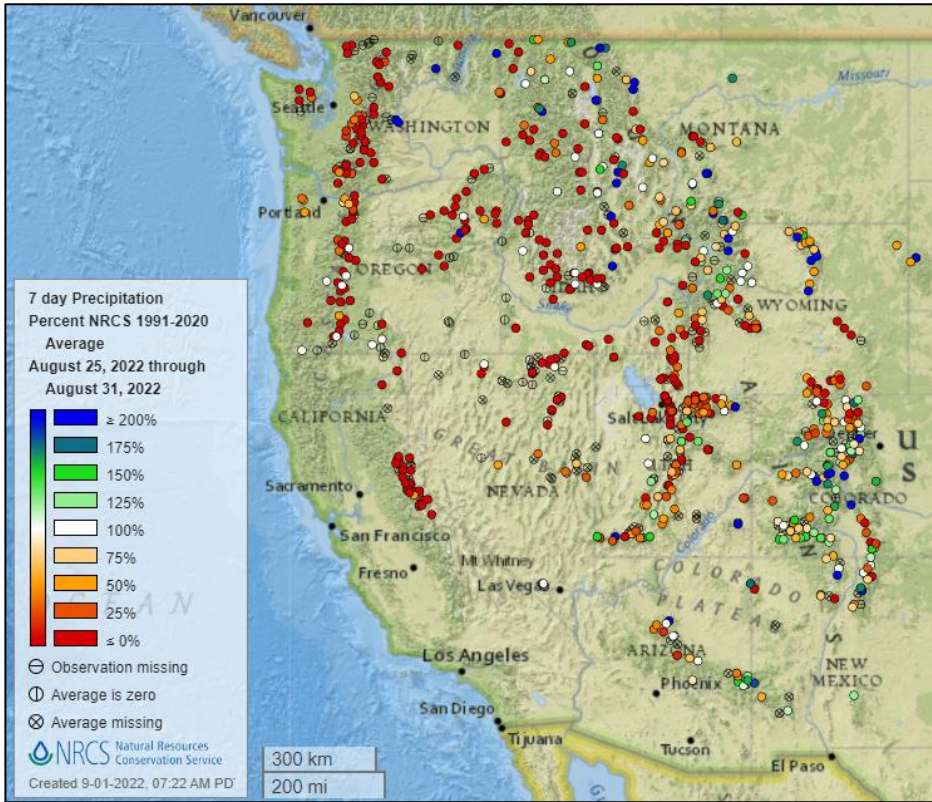 Vancouver
Seattle
WASHINGTON
Missouri
MONTANA
Portland
OREGON
Snake
WYOMING
7 day Precipitation
Percent NRCS 1991-2020
Average
August 25, 2022 through
August 31, 2022
≥ 200%
175%
150%
125%
100%
75%
50%
25%
≤ 0%
Observation missing
Average is zero
Average missing
NRCS Natural Resources
Conservation Service
Created 9-01-2022, 07:22 AM PD
CALIFORNIA
GREAT BASIN
NEVADA
UTAH
COLORADO
Sacramento
San Francisco
Fresno
Mt Whitney
Las Vegas
Colorado
COLORADO
PLATEAU
Los Angeles
ARIZONA
Phoenix
NEW
MEXICO
San Diego
Tijuana
Tucson
El Paso
300 km
200 mi